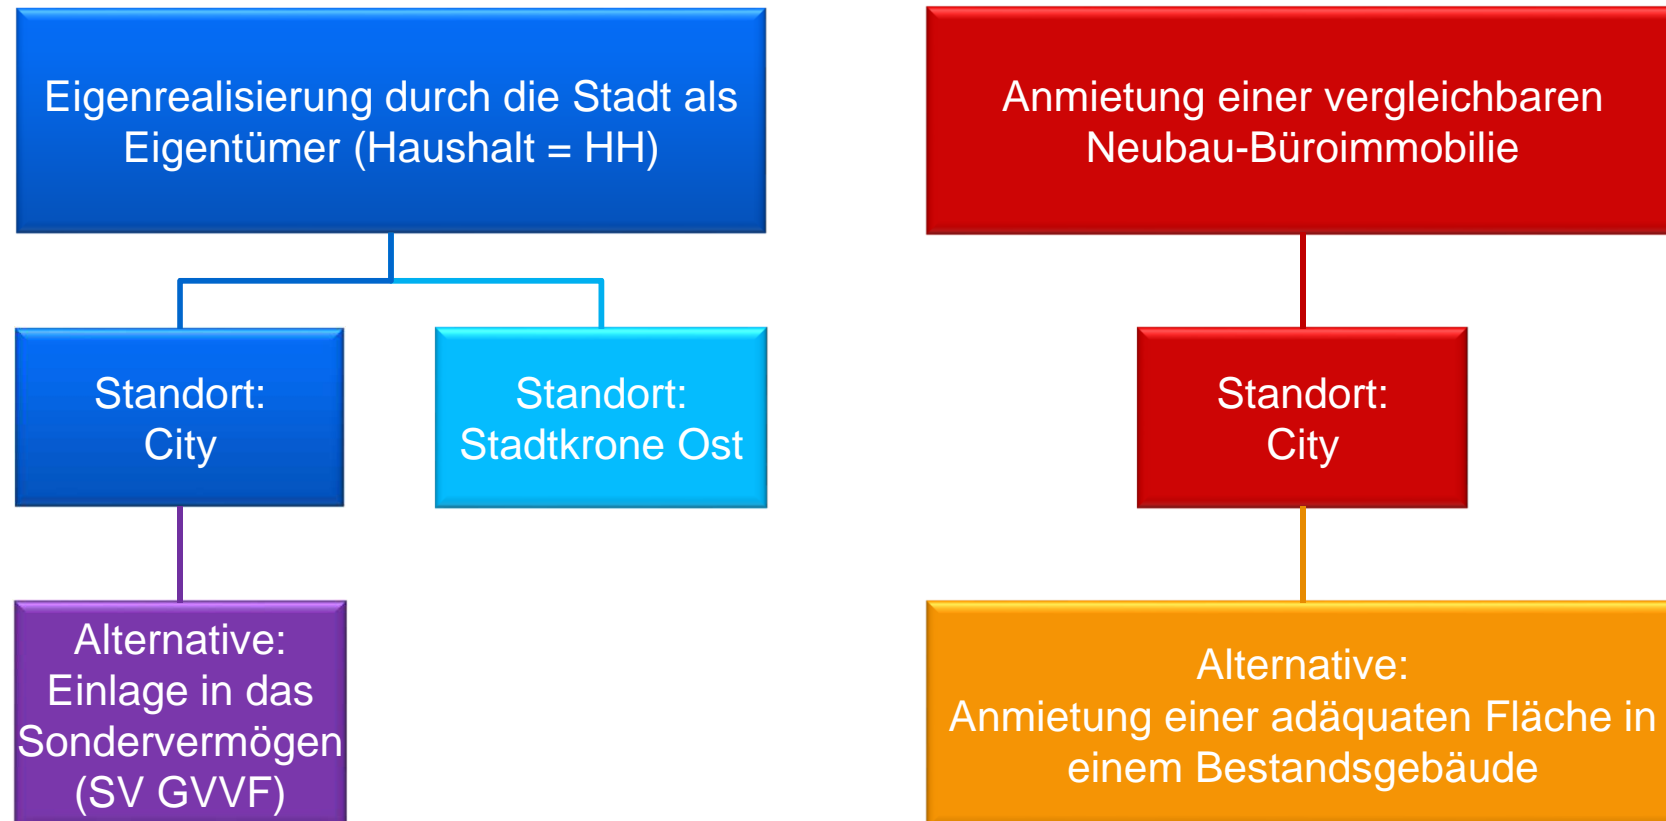 Eigenrealisierung durch die Stadt als
Eigentümer (Haushalt = HH)
Anmietung einer vergleichbaren
Neubau-Büroimmobilie
Standort:
City
Standort:
Stadtkrone Ost
Standort:
City
Alternative:
Einlage in das
Sondervermögen
(SV GVVF)
Alternative:
Anmietung einer adäquaten Fläche in
einem Bestandsgebäude